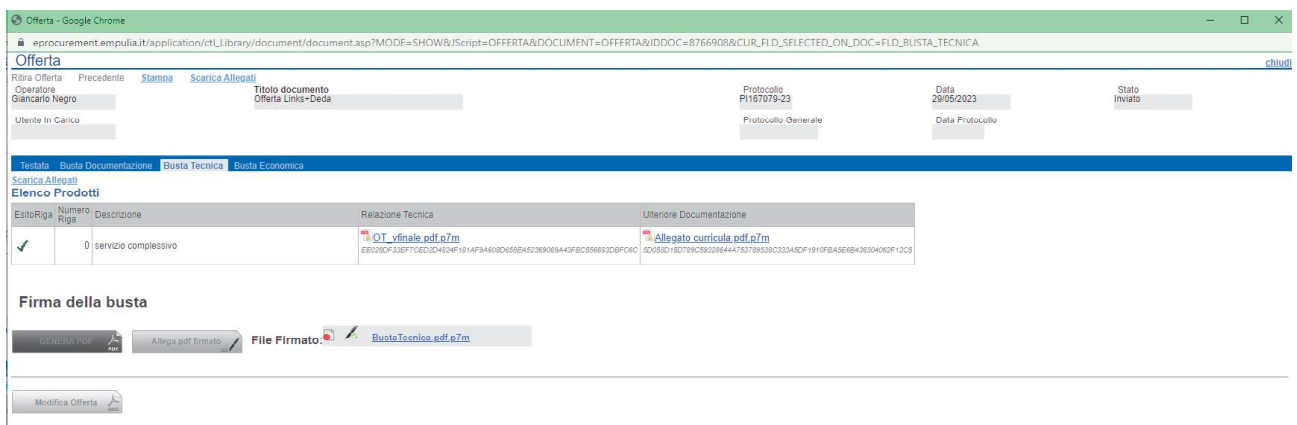 Offerta - Google Chrome
eprocurement.empulia.it/application/ctl_Library/document/document.asp?MODE=SHOW&JScript=OFFERTA&DOCUMENT=OFFERTA&IDDOC=8766908&CUR_FLD_SELECTED_ON_DOC=FLD_BUSTA_TECNICA
Offerta
chiudi
Ritira Offerta Precedente Stampa Scarica Allegati
Operatore Titolo documento Protocollo Data Stato
Giancarlo Negro Offerta Links+Deda PI167079-23 29/05/2023 Inviato
Utente In Carico Protocollo Generale Data Protocollo
Testata Busta Documentazione Busta Tecnica Busta Economica
Scarica Allegati
Elenco Prodotti
EsitoRiga Numero Riga Descrizione Relazione Tecnica Ulteriore Documentazione
0 servizio complessivo OT_vfinale.pdf.p7m Allegato curricula.pdf.p7m
Firma della busta
GENERA PDF Allega pdf firmato File Firmato: BustaTecnica.pdf.p7m
Modifica Offerta